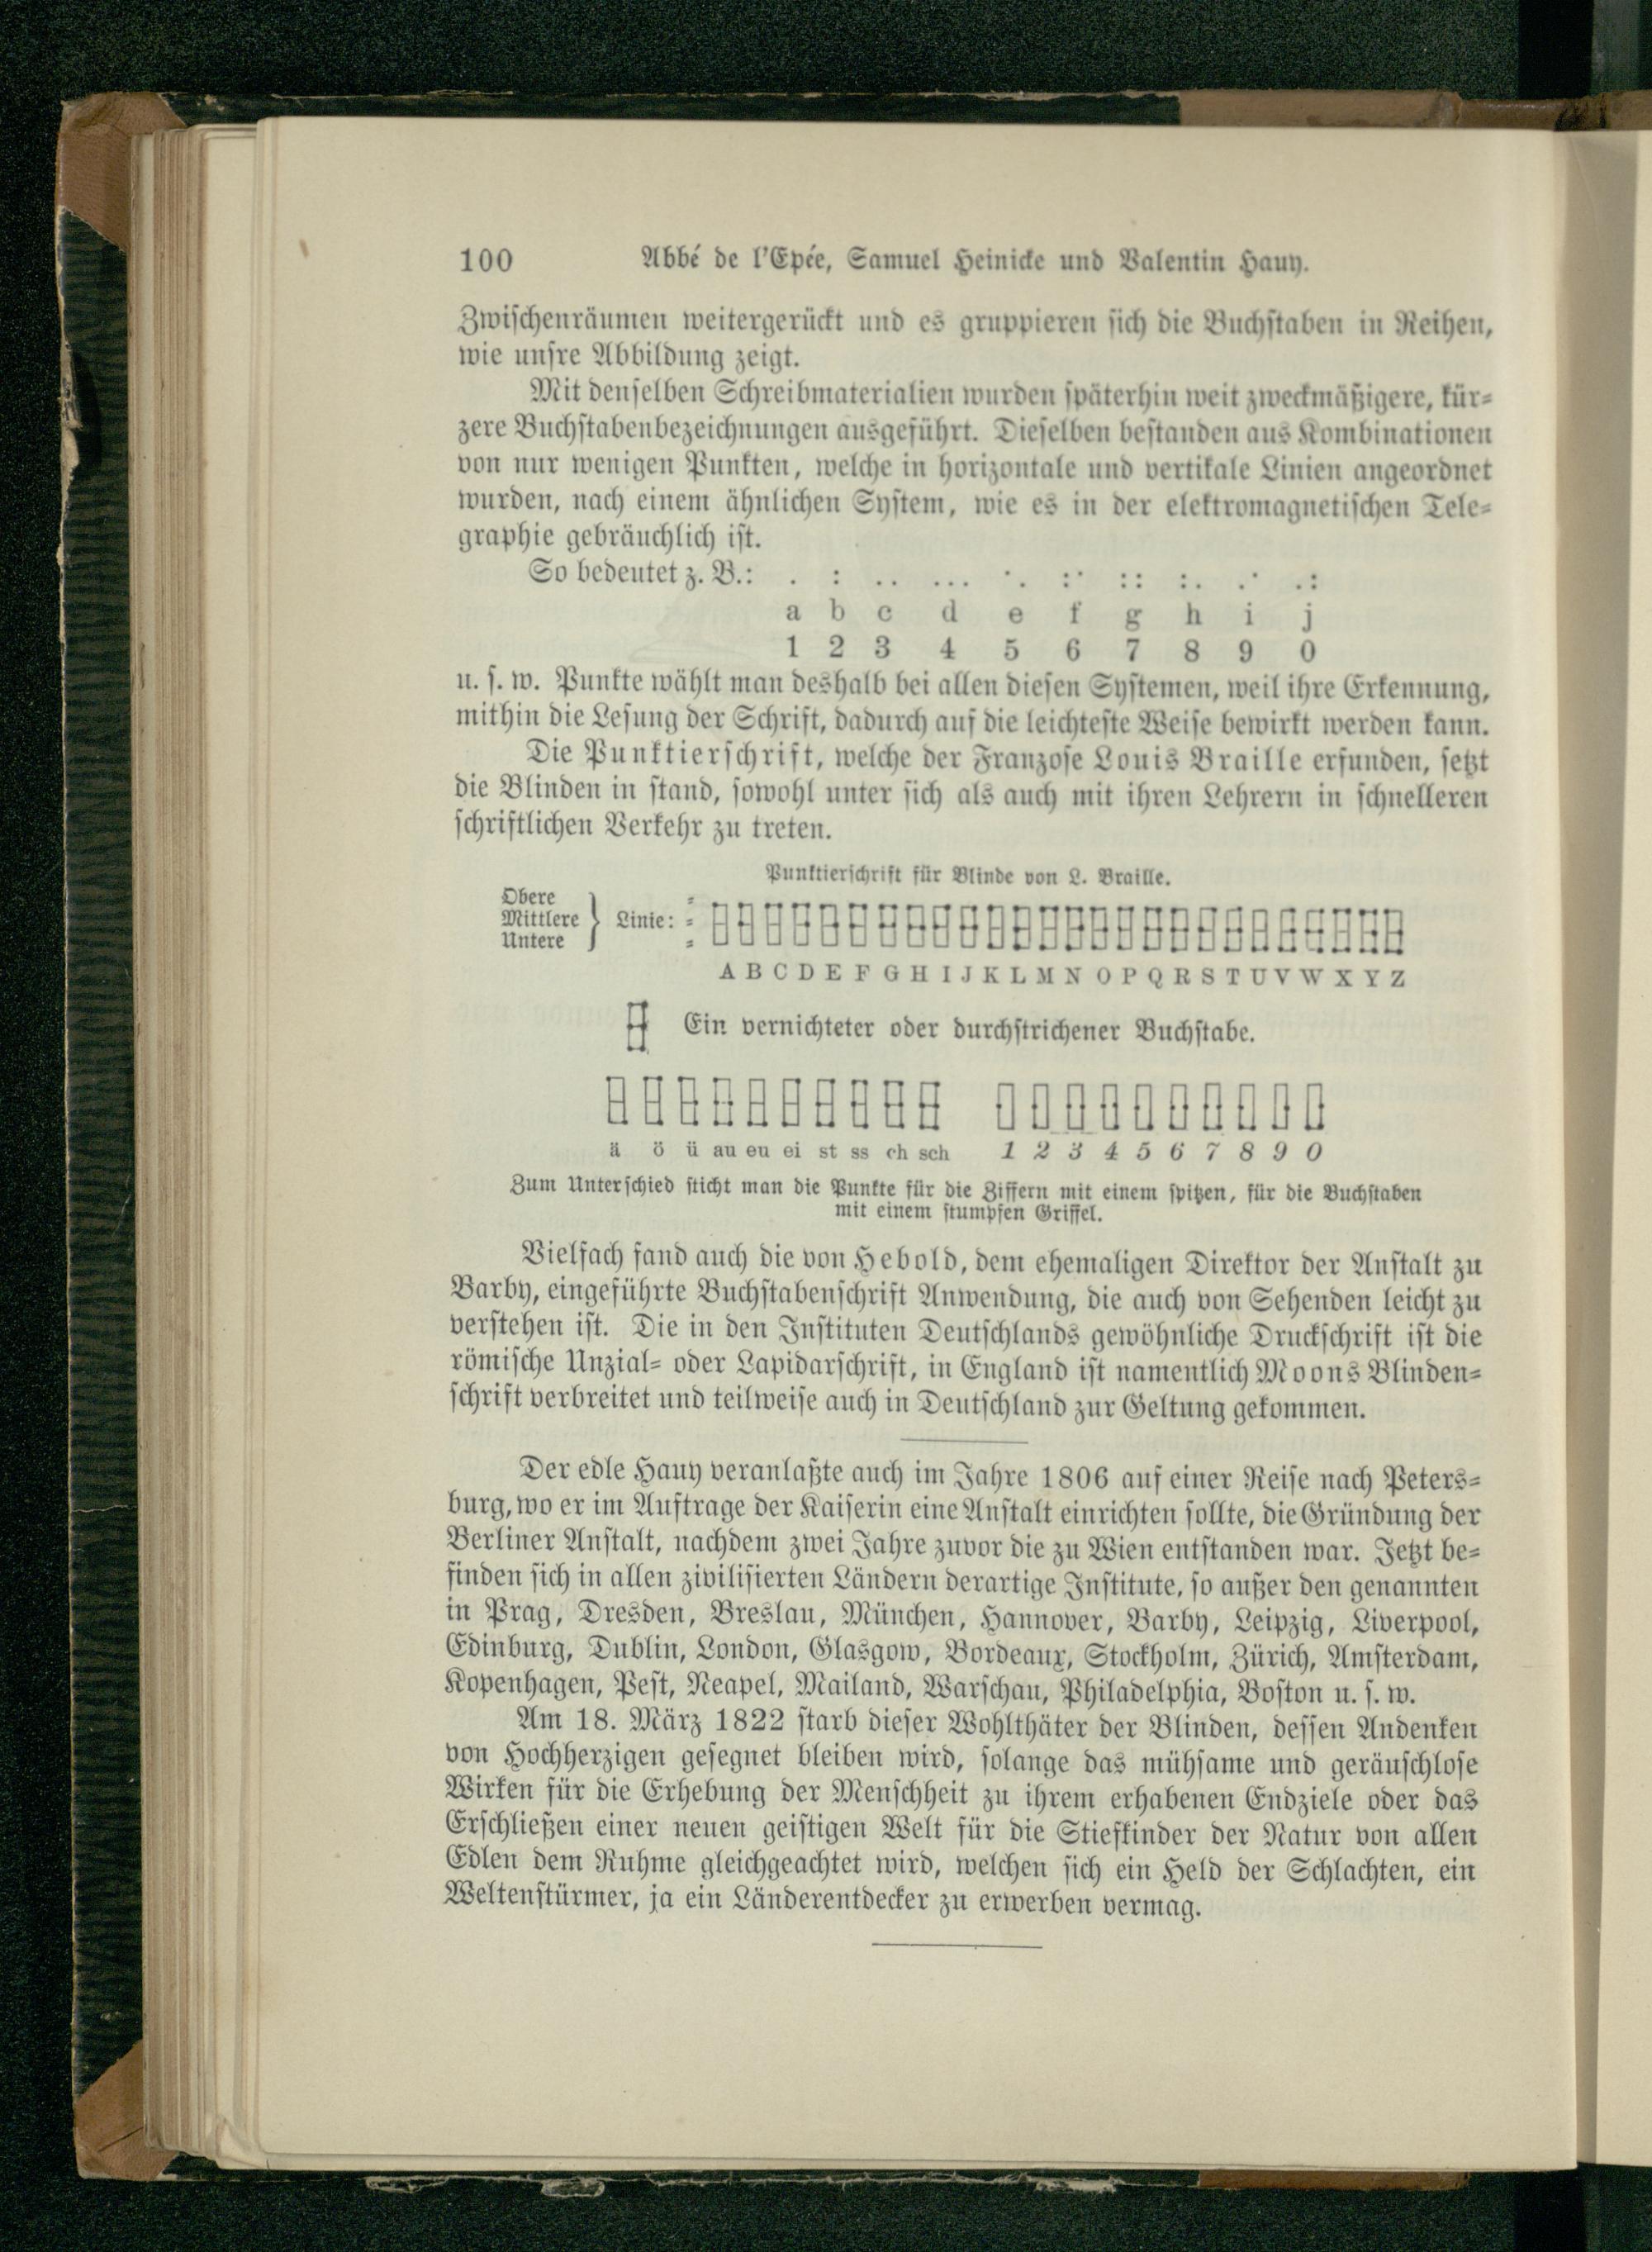 100 Abbé de l'Epée, Samuel Heinicke und Valentin Hauy.
Zwischenräumen weitergerückt und es gruppieren sich die Buchstaben in Reihen,
wie unsre Abbildung zeigt.
Mit denselben Schreibmaterialien wurden späterhin weit zweckmäßigere, kür-
zere Buchstabenbezeichnungen ausgeführt. Dieselben bestanden aus Kombinationen
von nur wenigen Punkten, welche in horizontale und vertikale Linien angeordnet
wurden, nach einem ähnlichen System, wie es in der elektromagnetischen Tele-
graphie gebräuchlich ist.
So bedeutet z. B.: . : .. ... ·. :· :: :. .· .:
a b c d e f g h i j
1 2 3 4 5 6 7 8 9 0
u. s. w. Punkte wählt man deshalb bei allen diesen Systemen, weil ihre Erkennung,
mithin die Lesung der Schrift, dadurch auf die leichteste Weise bewirkt werden kann.
Die Punktierschrift, welche der Franzose Louis Braille erfunden, setzt
die Blinden in stand, sowohl unter sich als auch mit ihren Lehrern in schnelleren
schriftlichen Verkehr zu treten.
Punktierschrift für Blinde von L. Braille.
Obere
Mittlere } Linie:
Untere
A B C D E F G H I J K L M N O P Q R S T U V W X Y Z
Ein vernichteter oder durchstrichener Buchstabe.
ä ö ü au eu ei st ss ch sch 1 2 3 4 5 6 7 8 9 0
Zum Unterschied sticht man die Punkte für die Ziffern mit einem spitzen, für die Buchstaben
mit einem stumpfen Griffel.
Vielfach fand auch die von Hebold, dem ehemaligen Direktor der Anstalt zu
Barby, eingeführte Buchstabenschrift Anwendung, die auch von Sehenden leicht zu
verstehen ist. Die in den Instituten Deutschlands gewöhnliche Druckschrift ist die
römische Unzial- oder Lapidarschrift, in England ist namentlich Moons Blinden-
schrift verbreitet und teilweise auch in Deutschland zur Geltung gekommen.
Der edle Hauy veranlaßte auch im Jahre 1806 auf einer Reise nach Peters-
burg, wo er im Auftrage der Kaiserin eine Anstalt einrichten sollte, die Gründung der
Berliner Anstalt, nachdem zwei Jahre zuvor die zu Wien entstanden war. Jetzt be-
finden sich in allen zivilisierten Ländern derartige Institute, so außer den genannten
in Prag, Dresden, Breslau, München, Hannover, Barby, Leipzig, Liverpool,
Edinburg, Dublin, London, Glasgow, Bordeaux, Stockholm, Zürich, Amsterdam,
Kopenhagen, Pest, Neapel, Mailand, Warschau, Philadelphia, Boston u. s. w.
Am 18. März 1822 starb dieser Wohlthäter der Blinden, dessen Andenken
von Hochherzigen gesegnet bleiben wird, solange das mühsame und geräuschlose
Wirken für die Erhebung der Menschheit zu ihrem erhabenen Endziele oder das
Erschließen einer neuen geistigen Welt für die Stiefkinder der Natur von allen
Edlen dem Ruhme gleichgeachtet wird, welchen sich ein Held der Schlachten, ein
Weltenstürmer, ja ein Länderentdecker zu erwerben vermag.